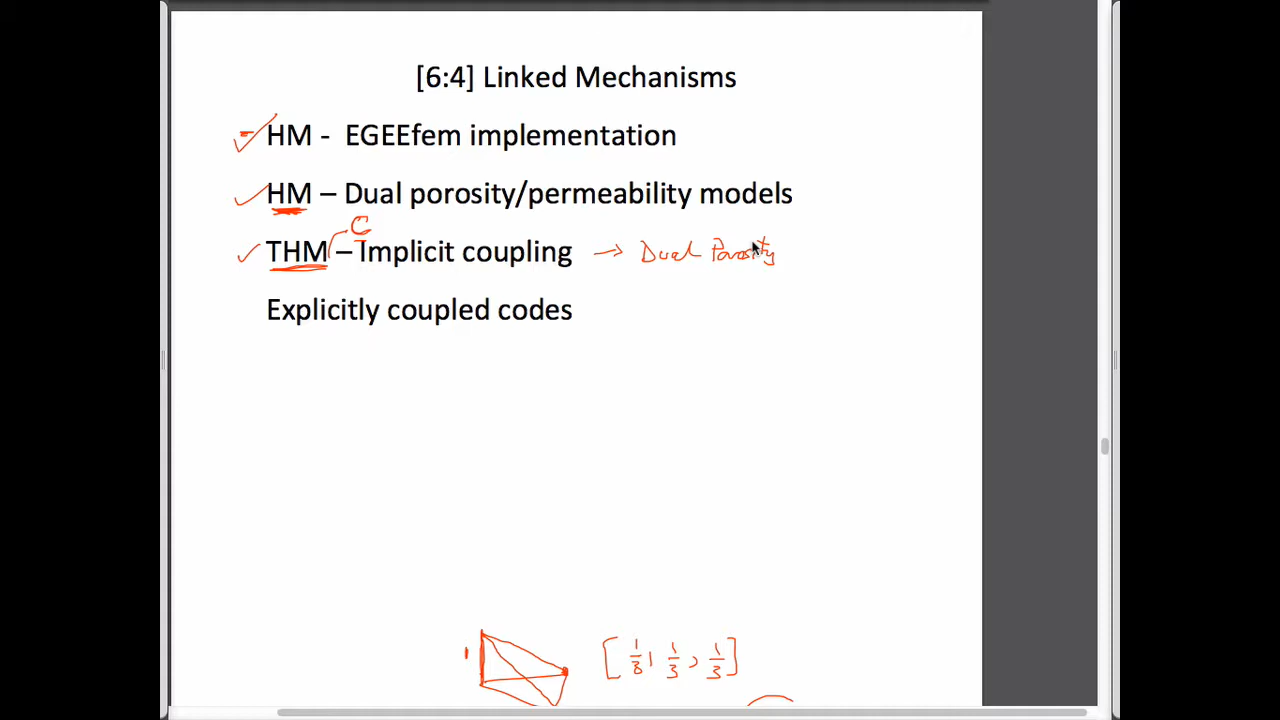 [6:4] Linked Mechanisms
HM - EGEEfem implementation
HM – Dual porosity/permeability models
C
THM – Implicit coupling → Dual Porosity
Explicitly coupled codes
1 [1/3, 1/3, 1/3]